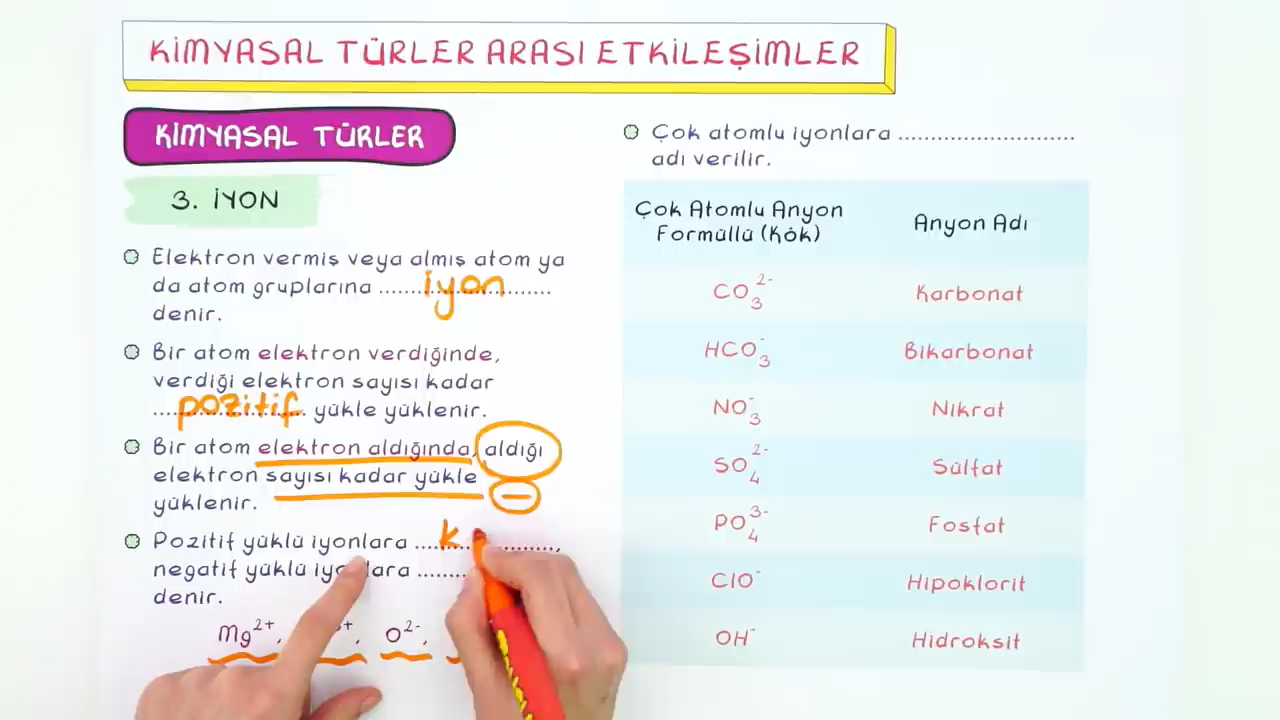 KİMYASAL TÜRLER ARASI ETKİLEŞİMLER
KİMYASAL TÜRLER
3. İYON
Elektron vermiş veya almış atom ya
da atom gruplarına ......iyon......
denir.
Bir atom elektron verdiğinde,
verdiği elektron sayısı kadar
...pozitif... yükle yüklenir.
Bir atom elektron aldığında, aldığı
elektron sayısı kadar yükle –
yüklenir.
Pozitif yüklü iyonlara ....k..........,
negatif yüklü ........
denir.
Mg²⁺, ⁺, O²⁻,
Çok atomlu iyonlara ...........................
adı verilir.
Çok Atomlu Anyon Anyon Adı
Formüllü (Kök)
CO₃²⁻ Karbonat
HCO₃⁻ Bikarbonat
NO₃⁻ Nikrat
SO₄²⁻ Sülfat
PO₄³⁻ Fosfat
ClO⁻ Hipoklorit
OH⁻ Hidroksit